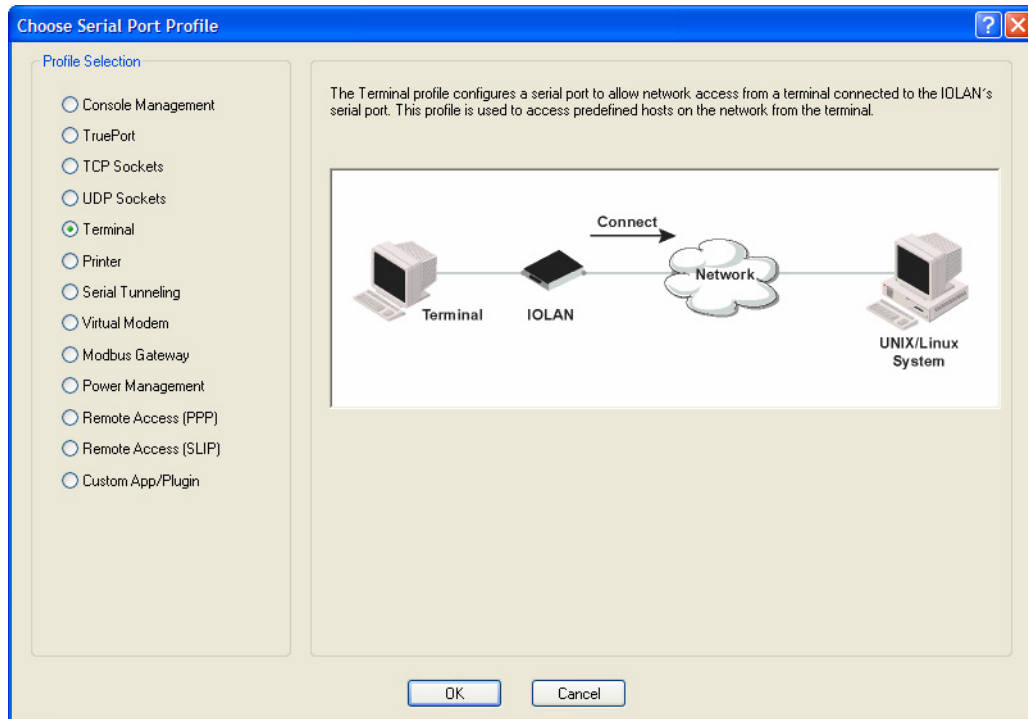 Choose Serial Port Profile
Profile Selection
Console Management
TruePort
TCP Sockets
UDP Sockets
Terminal
Printer
Serial Tunneling
Virtual Modem
Modbus Gateway
Power Management
Remote Access (PPP)
Remote Access (SLIP)
Custom App/Plugin
The Terminal profile configures a serial port to allow network access from a terminal connected to the IOLAN's
serial port. This profile is used to access predefined hosts on the network from the terminal.
Connect
Network
Terminal
IOLAN
UNIX/Linux
System
OK
Cancel